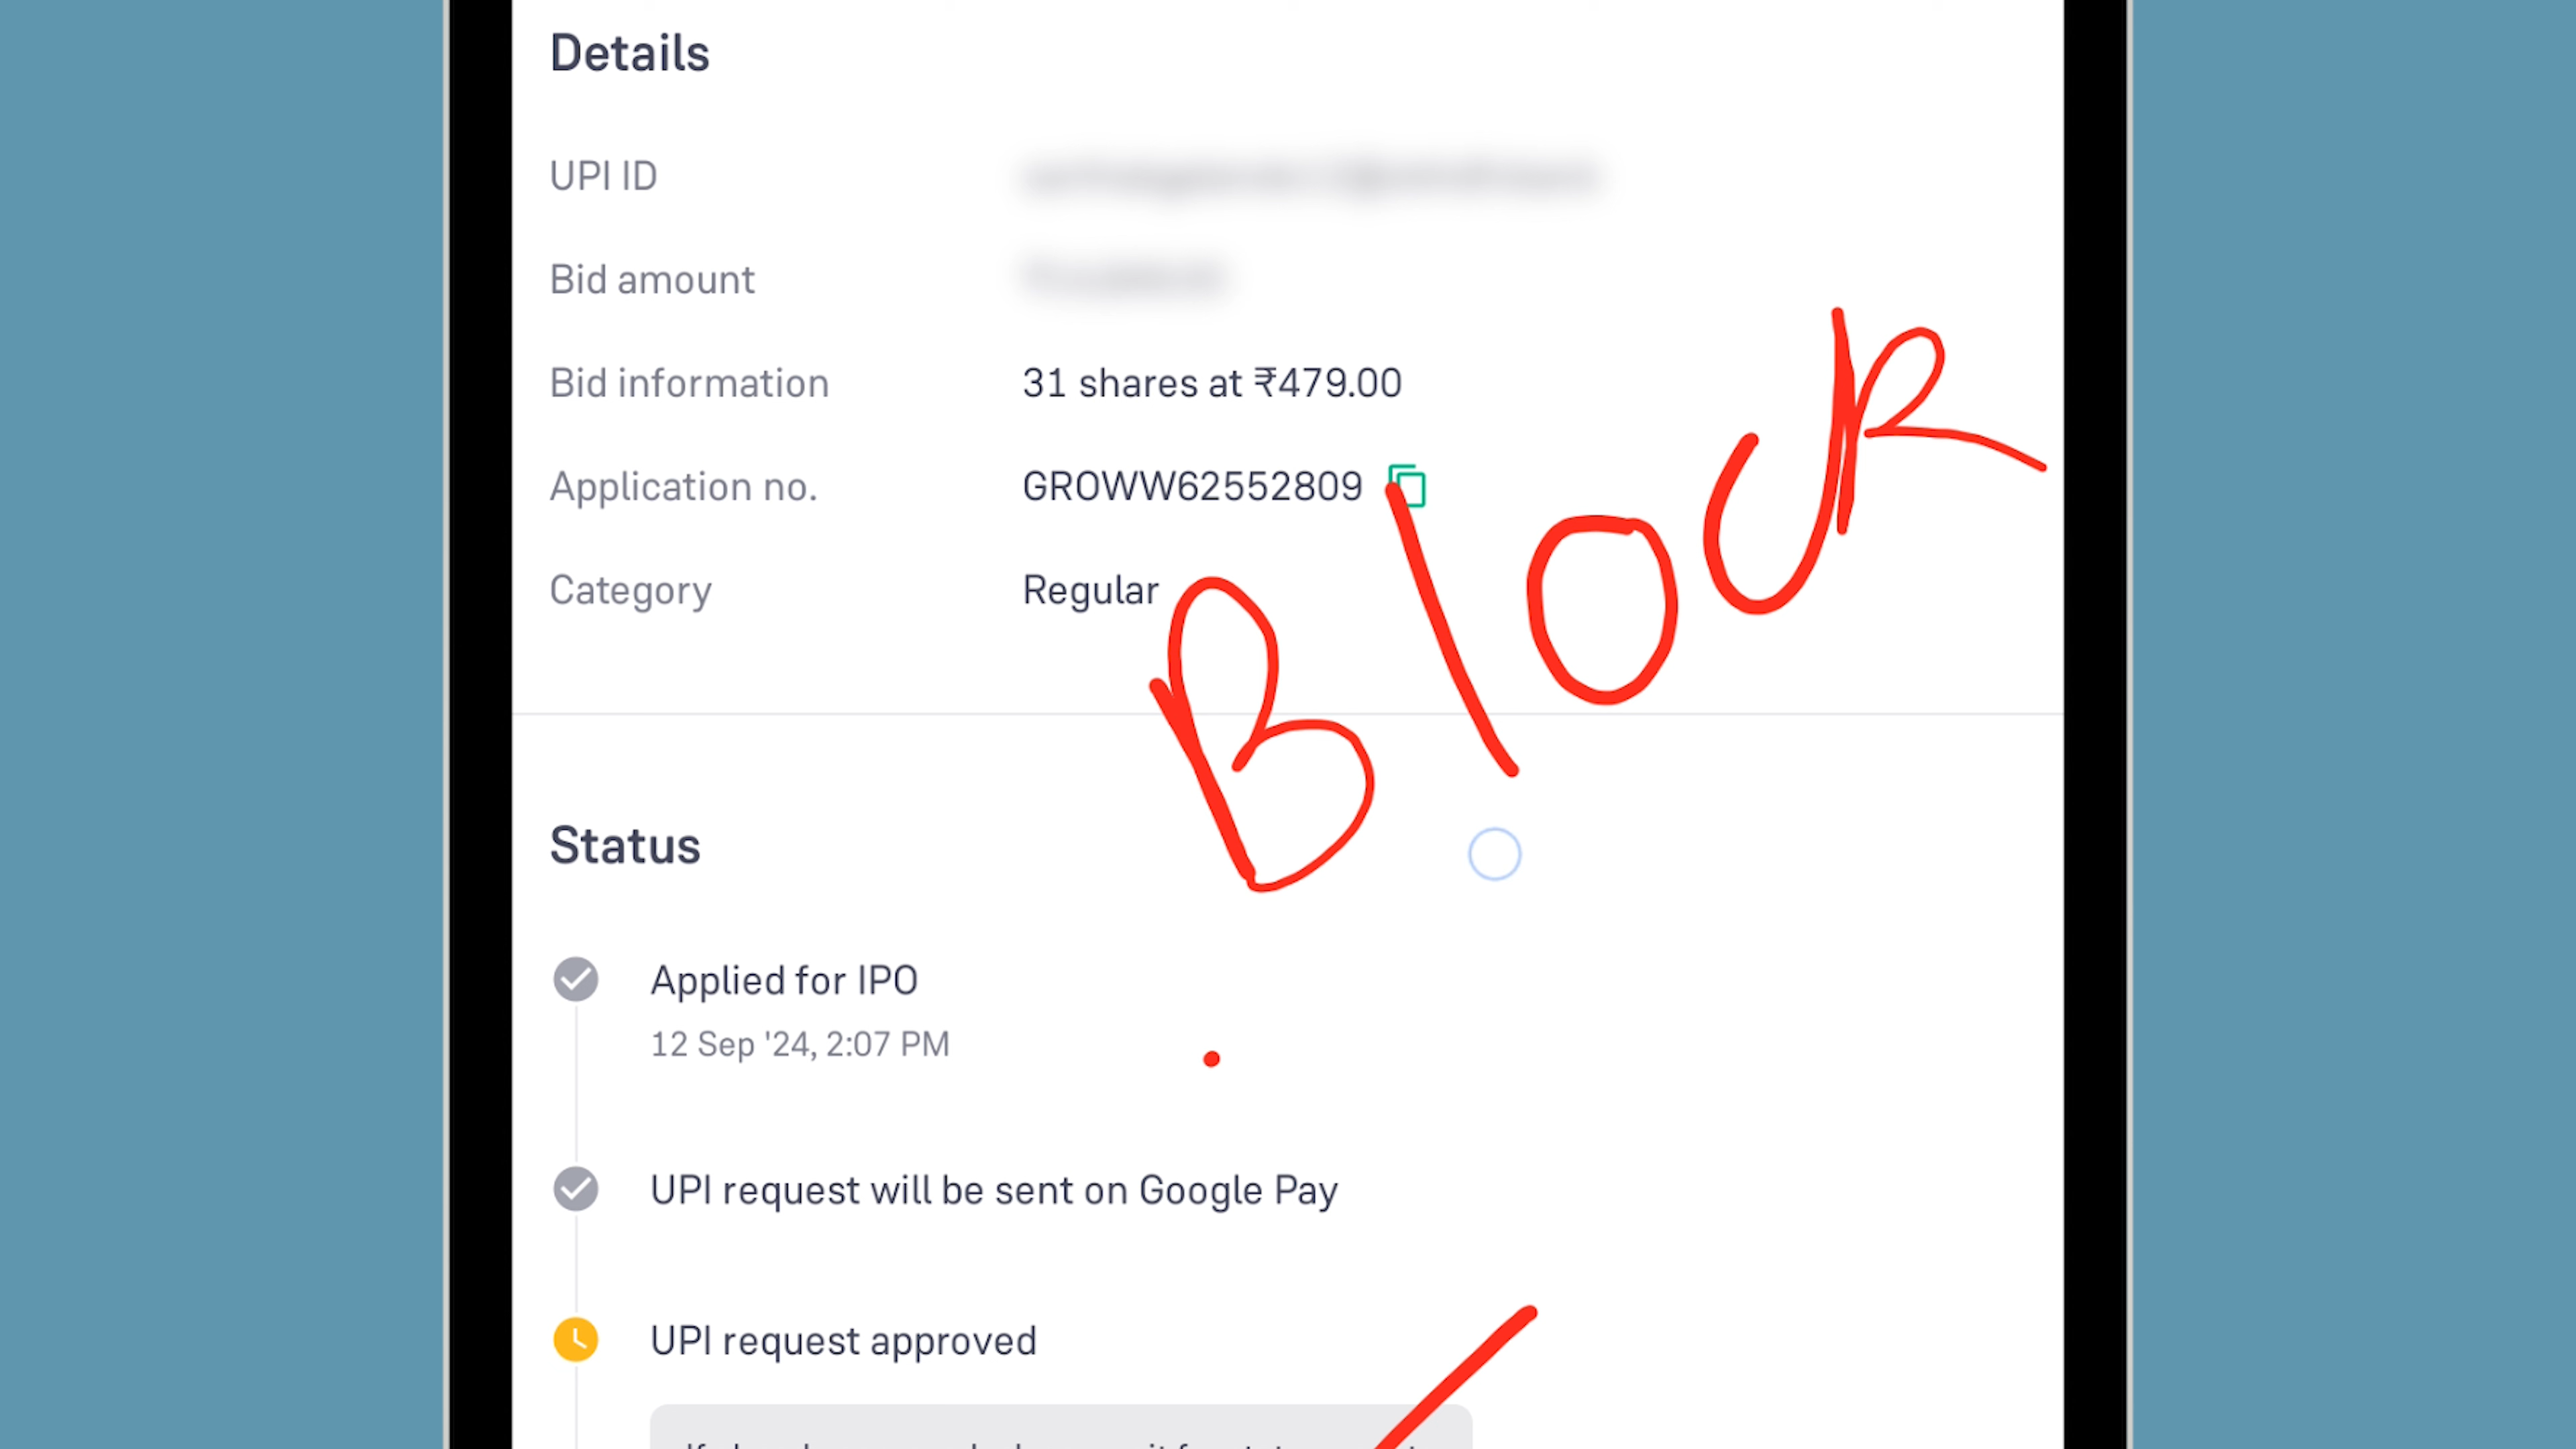 Details
UPI ID
Bid amount
Bid information 31 shares at ₹479.00
Application no. GROWW62552809
Category Regular
Block
Status
Applied for IPO
12 Sep '24, 2:07 PM
UPI request will be sent on Google Pay
UPI request approved